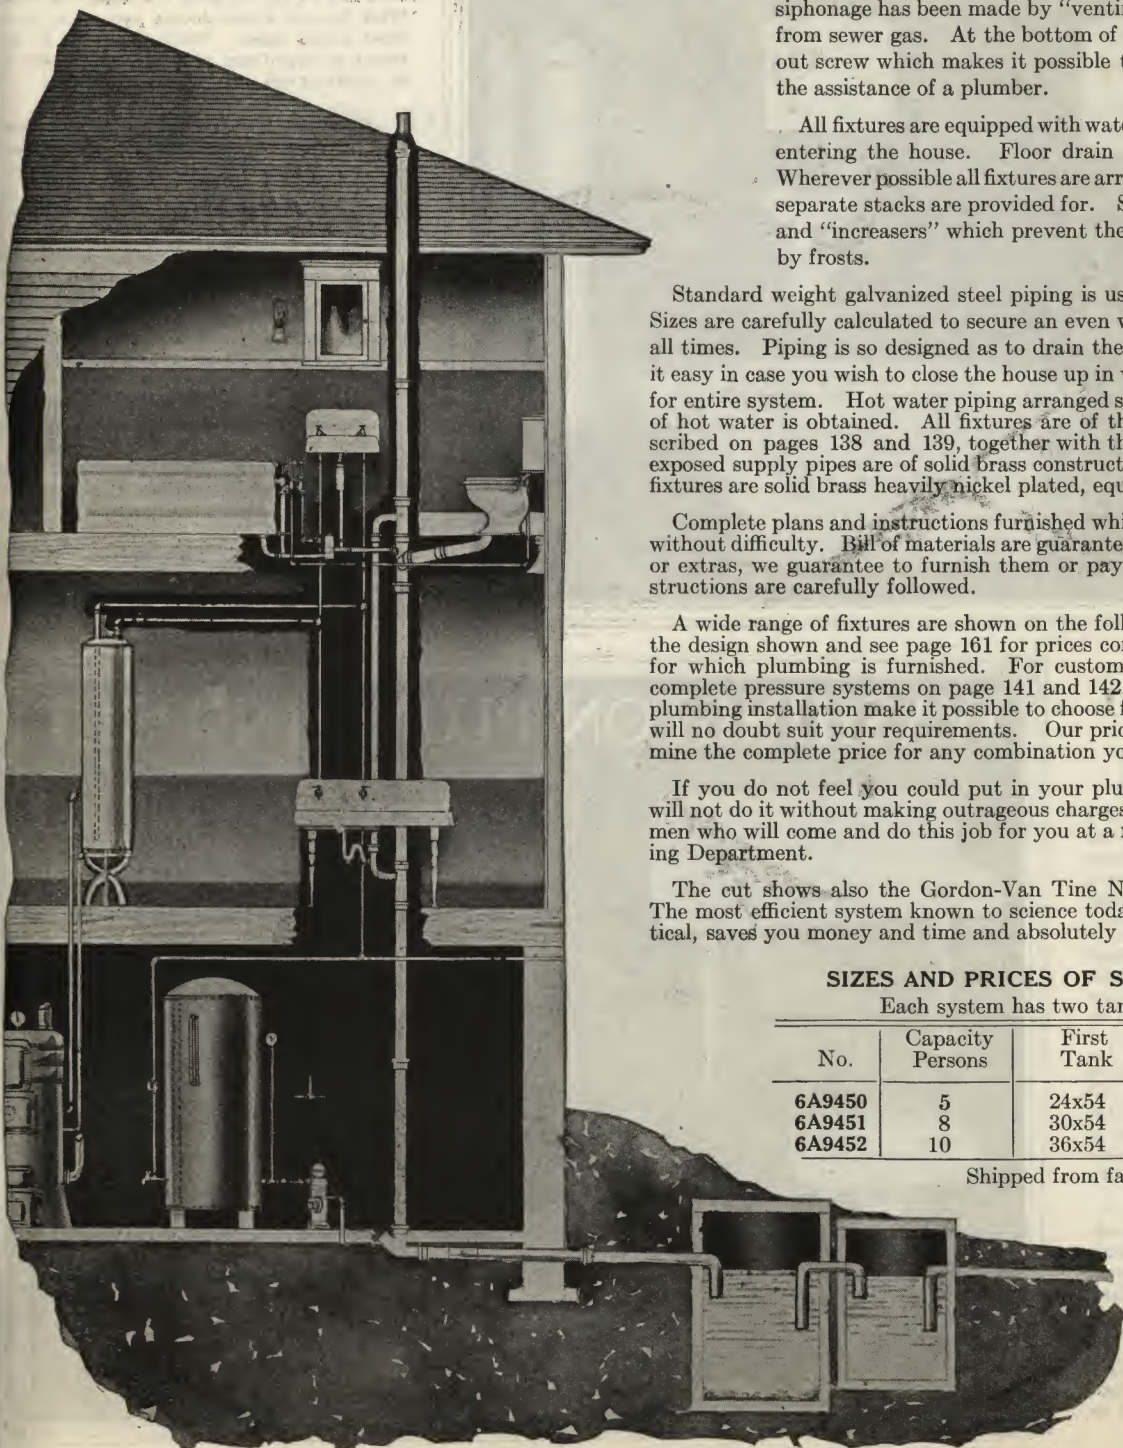 siphonage has been made by "venti
from sewer gas. At the bottom of
out screw which makes it possible t
the assistance of a plumber.
All fixtures are equipped with wat
entering the house. Floor drain
Wherever possible all fixtures are arr
separate stacks are provided for. S
and "increasers" which prevent the
by frosts.
Standard weight galvanized steel piping is us
Sizes are carefully calculated to secure an even v
all times. Piping is so designed as to drain the
it easy in case you wish to close the house up in
for entire system. Hot water piping arranged s
of hot water is obtained. All fixtures are of th
scribed on pages 138 and 139, together with th
exposed supply pipes are of solid brass construct
fixtures are solid brass heavily nickel plated, equ
Complete plans and instructions furnished whi
without difficulty. Bill of materials are guarante
or extras, we guarantee to furnish them or pay
structions are carefully followed.
A wide range of fixtures are shown on the foll
the design shown and see page 161 for prices con
for which plumbing is furnished. For custom
complete pressure systems on page 141 and 142
plumbing installation make it possible to choose f
will no doubt suit your requirements. Our pric
mine the complete price for any combination yo
If you do not feel you could put in your plu
will not do it without making outrageous charges
men who will come and do this job for you at a r
ing Department.
The cut shows also the Gordon-Van Tine N
The most efficient system known to science toda
tical, saves you money and time and absolutely
SIZES AND PRICES OF S
Each system has two tan
No. Capacity Persons First Tank
6A9450 5 24x54
6A9451 8 30x54
6A9452 10 36x54
Shipped from fa